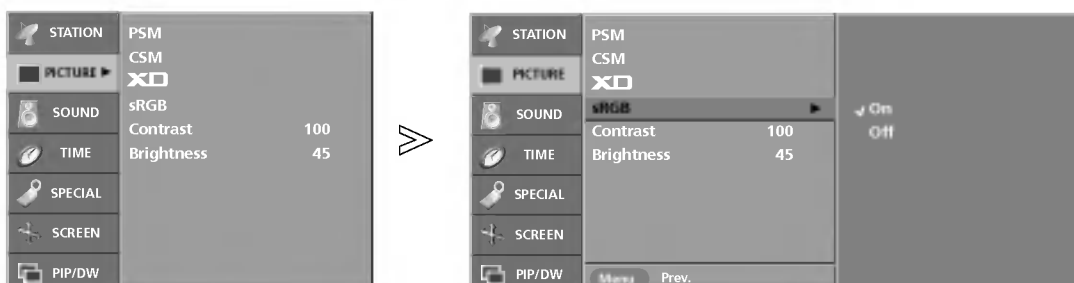 STATION
PICTURE ►
SOUND
TIME
SPECIAL
SCREEN
PIP/DW
PSM
CSM
XD
sRGB
Contrast 100
Brightness 45
STATION
PICTURE
SOUND
TIME
SPECIAL
SCREEN
PIP/DW
PSM
CSM
XD
sRGB ►
Contrast 100
Brightness 45
Menu Prev.
✓ On
Off